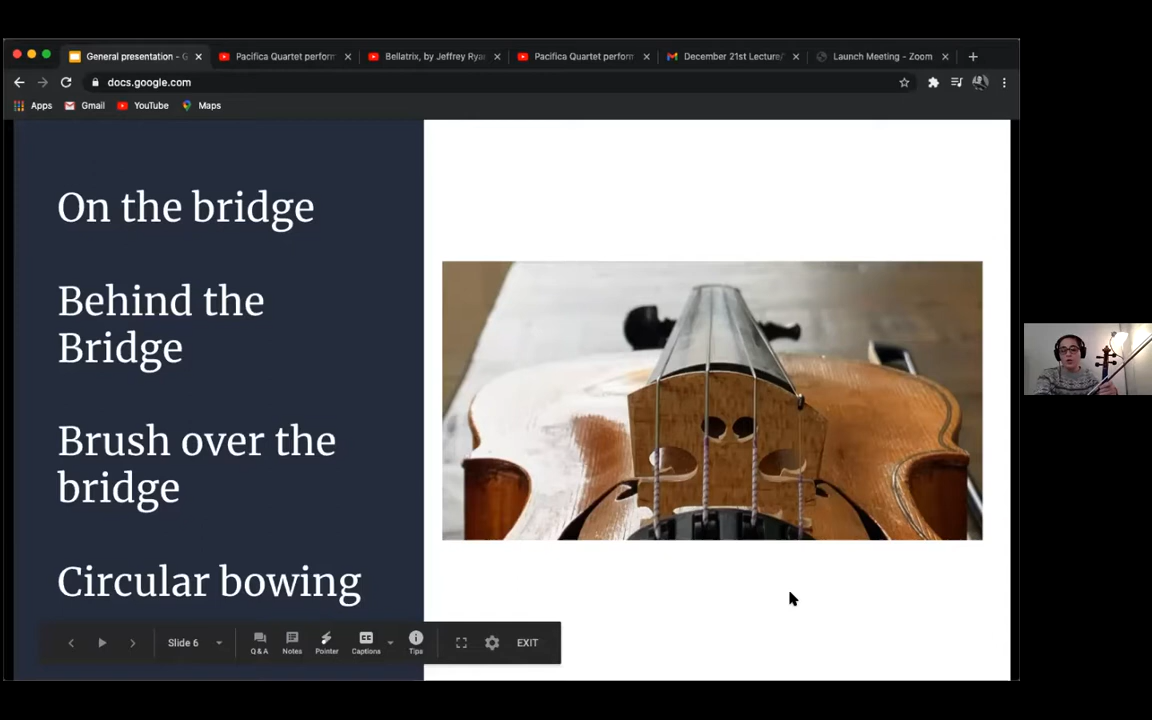 General presentation - G
Pacifica Quartet perform
Bellatrix, by Jeffrey Rya
Pacifica Quartet perform
December 21st Lecture/
Launch Meeting - Zoom
docs.google.com
Apps
Gmail
YouTube
Maps
On the bridge
Behind the
Bridge
Brush over the
bridge
Circular bowing
Slide 6
Q&A
Notes
Pointer
CC
Captions
Tips
EXIT